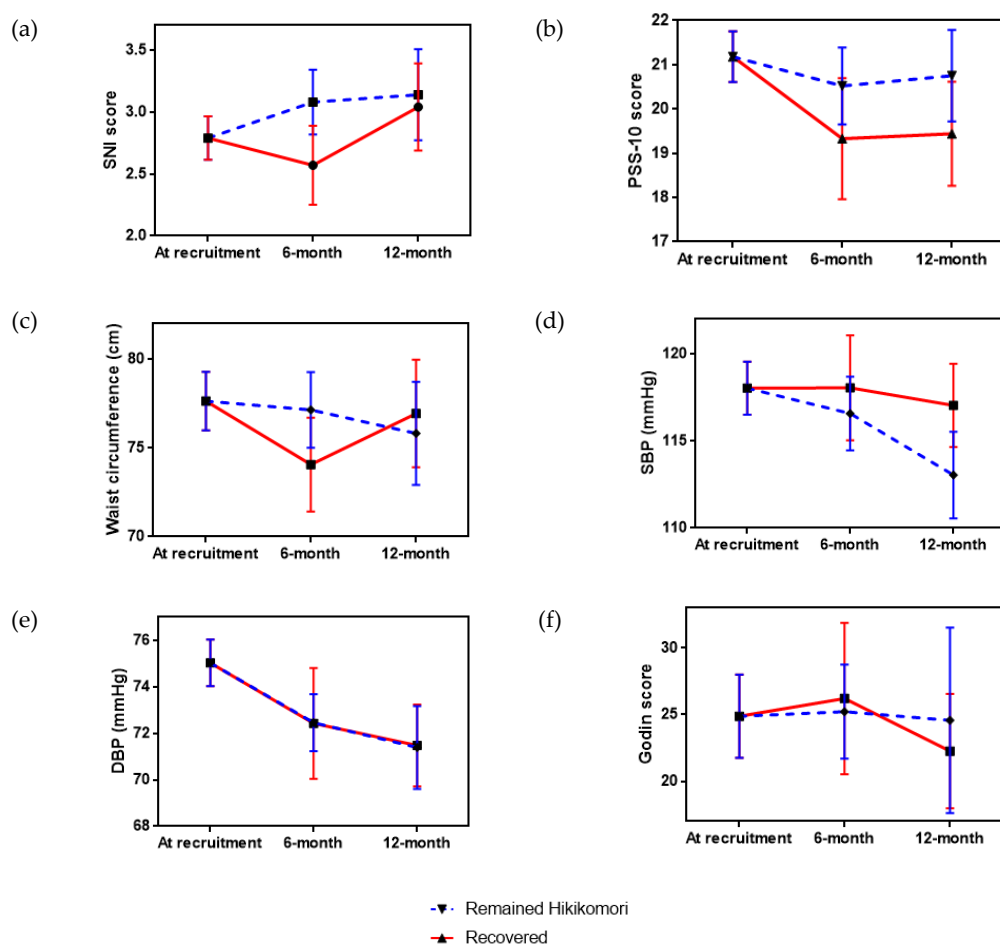 (a)
SNI score
3.5
3.0
2.5
2.0
At recruitment 6-month 12-month
(b)
PSS-10 score
22
21
20
19
18
17
At recruitment 6-month 12-month
(c)
Waist circumference (cm)
80
75
70
At recruitment 6-month 12-month
(d)
SBP (mmHg)
120
115
110
At recruitment 6-month 12-month
(e)
DBP (mmHg)
76
74
72
70
68
At recruitment 6-month 12-month
(f)
Godin score
30
25
20
At recruitment 6-month 12-month
Remained Hikikomori
Recovered